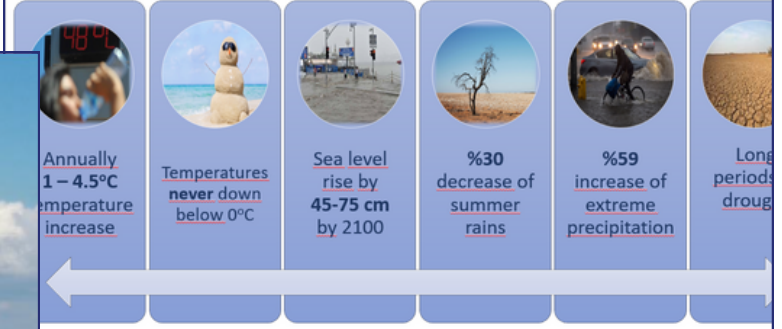 48°C
Annually
1 – 4.5°C
emperature
increase
Temperatures
never down
below 0°C
Sea level
rise by
45-75 cm
by 2100
%30
decrease of
summer
rains
%59
increase of
extreme
precipitation
Long
periods
droug